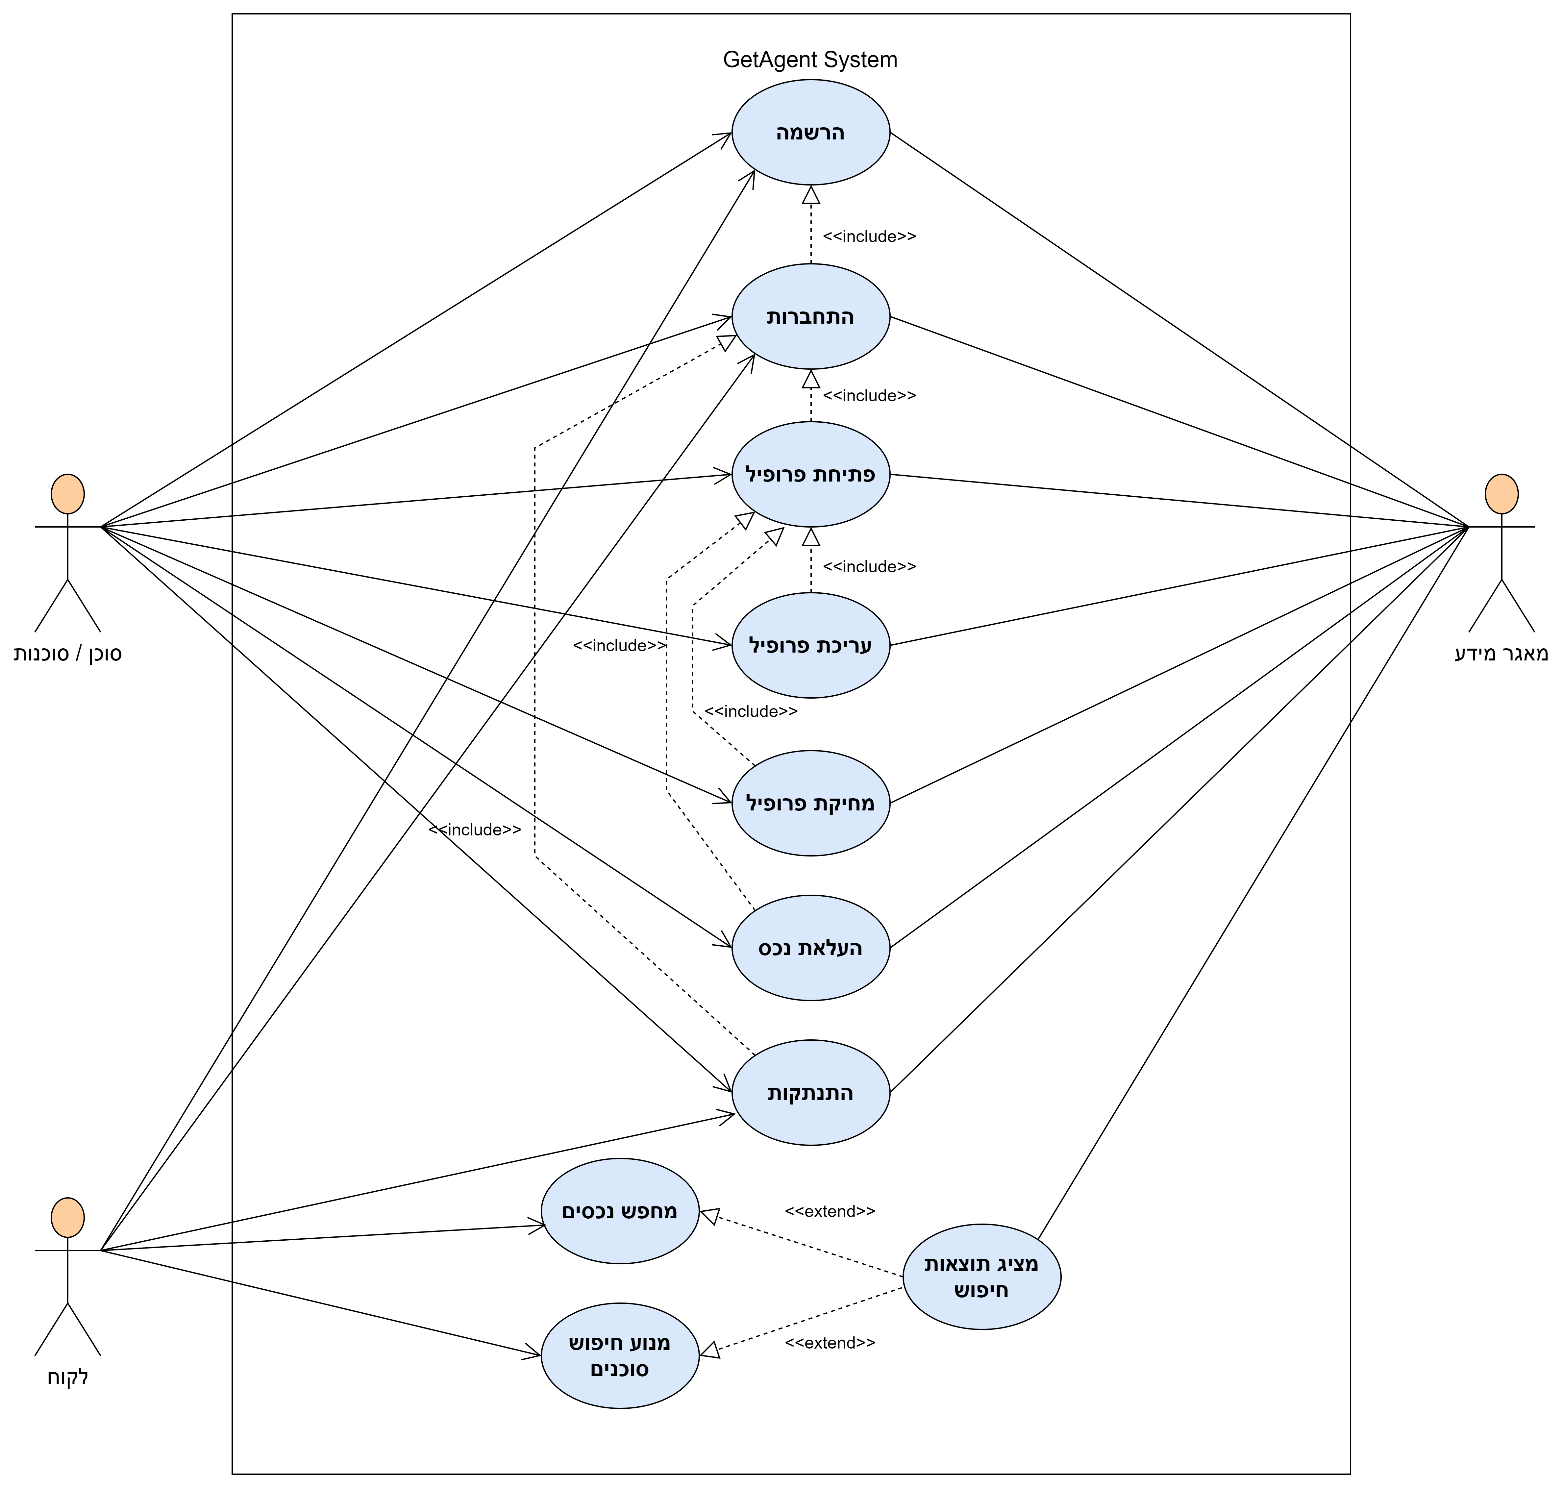 GetAgent System
הרשמה
<<include>>
התחברות
<<include>>
פתיחת פרופיל
<<include>>
עריכת פרופיל
<<include>>
סוכן / סוכנות
מאגר מידע
<<include>>
מחיקת פרופיל
<<include>>
העלאת נכס
התנתקות
מחפש נכסים
<<extend>>
מציג תוצאות
חיפוש
<<extend>>
מנוע חיפוש
סוכנים
לקוח